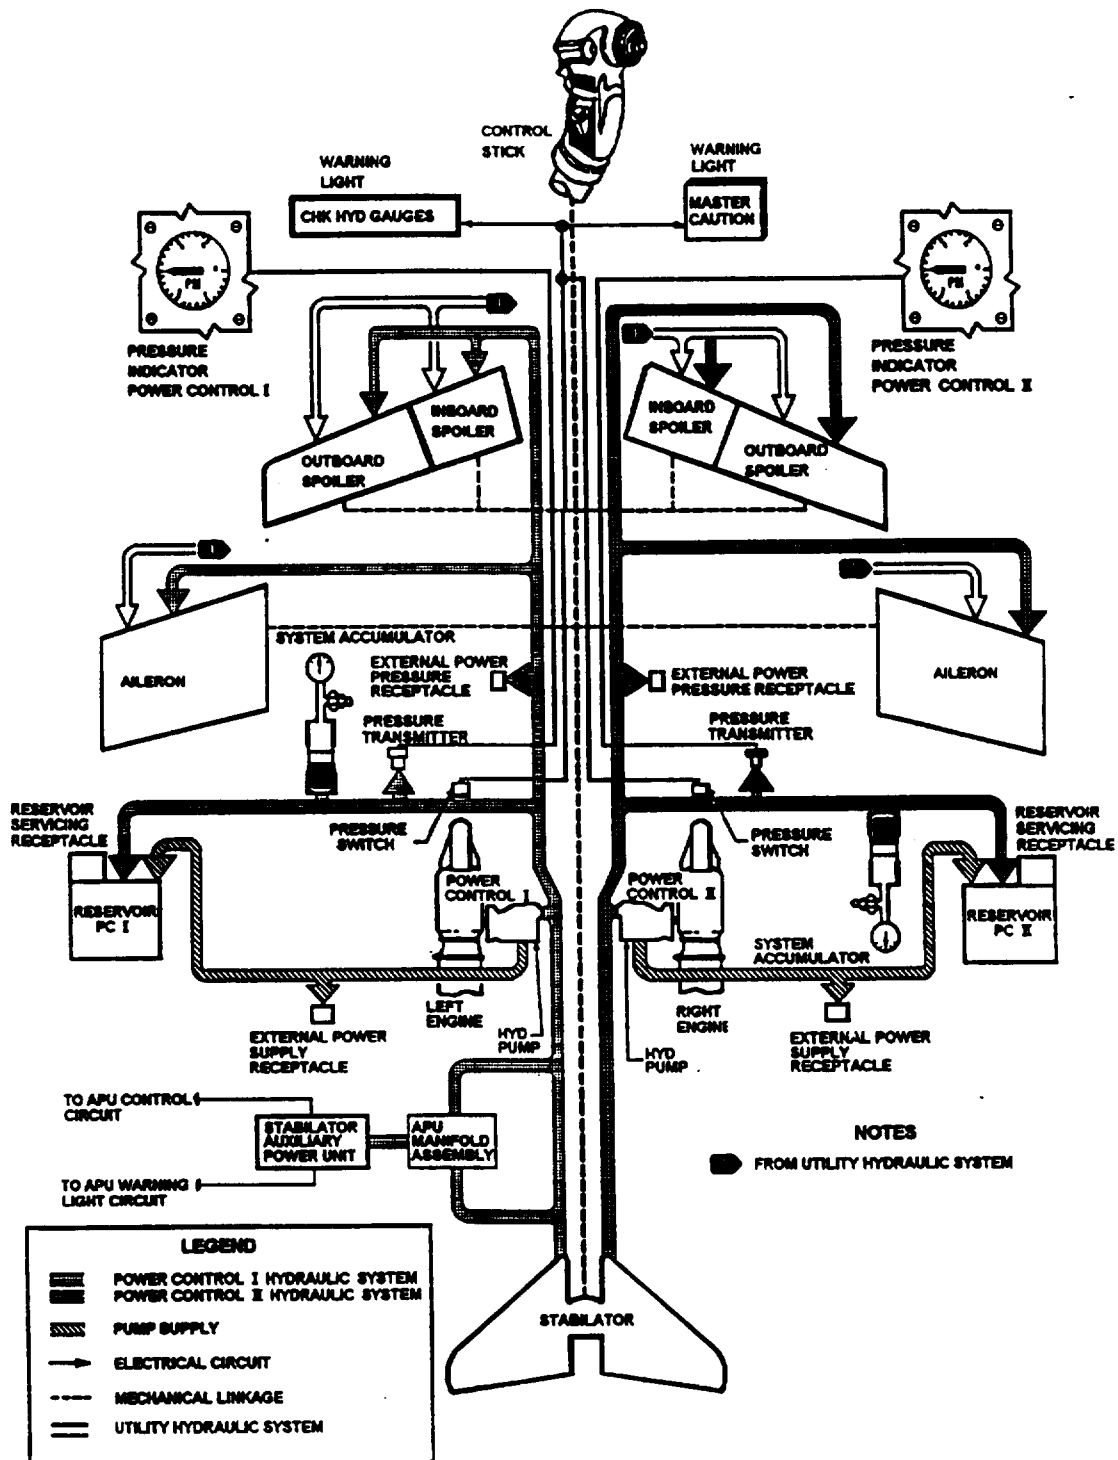 CONTROL
STICK
WARNING
LIGHT
CHK HYD GAUGES
WARNING
LIGHT
MASTER
CAUTION
PSI
PRESSURE
INDICATOR
POWER CONTROL I
PSI
PRESSURE
INDICATOR
POWER CONTROL II
INBOARD
SPOILER
OUTBOARD
SPOILER
INBOARD
SPOILER
OUTBOARD
SPOILER
AILERON
SYSTEM ACCUMULATOR
EXTERNAL POWER
PRESSURE
RECEPTACLE
EXTERNAL POWER
PRESSURE RECEPTACLE
AILERON
PRESSURE
TRANSMITTER
PRESSURE
TRANSMITTER
RESERVOIR
SERVICING
RECEPTACLE
PRESSURE
SWITCH
PRESSURE
SWITCH
RESERVOIR
SERVICING
RECEPTACLE
RESERVOIR
PC I
POWER
CONTROL I
POWER
CONTROL II
RESERVOIR
PC II
SYSTEM
ACCUMULATOR
LEFT
ENGINE
RIGHT
ENGINE
EXTERNAL POWER
SUPPLY
RECEPTACLE
HYD
PUMP
HYD
PUMP
EXTERNAL POWER
SUPPLY
RECEPTACLE
TO APU CONTROL
CIRCUIT
STABILATOR
AUXILIARY
POWER UNIT
APU
MANIFOLD
ASSEMBLY
TO APU WARNING
LIGHT CIRCUIT
NOTES
FROM UTILITY HYDRAULIC SYSTEM
STABILATOR
LEGEND
POWER CONTROL I HYDRAULIC SYSTEM
POWER CONTROL II HYDRAULIC SYSTEM
PUMP SUPPLY
ELECTRICAL CIRCUIT
MECHANICAL LINKAGE
UTILITY HYDRAULIC SYSTEM